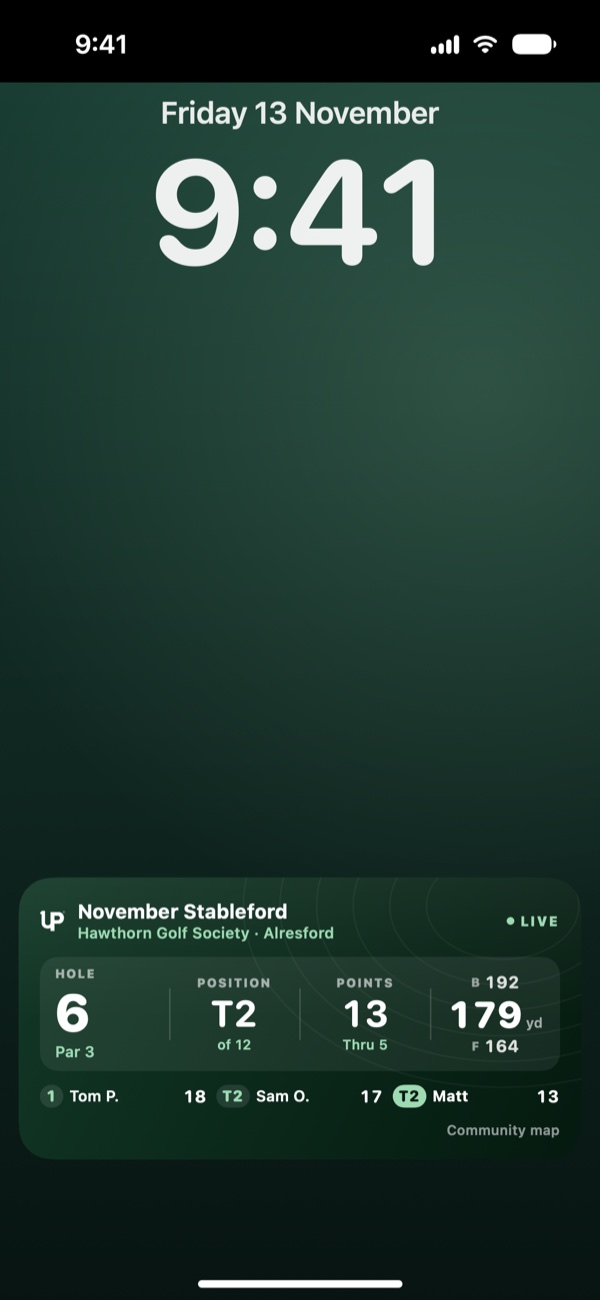 9:41
Friday 13 November
9:41
UP
November Stableford
Hawthorn Golf Society · Alresford
LIVE
HOLE
6
Par 3
POSITION
T2
of 12
POINTS
13
Thru 5
B 192
179 yd
F 164
1 Tom P. 18 T2 Sam O. 17 T2 Matt 13
Community map